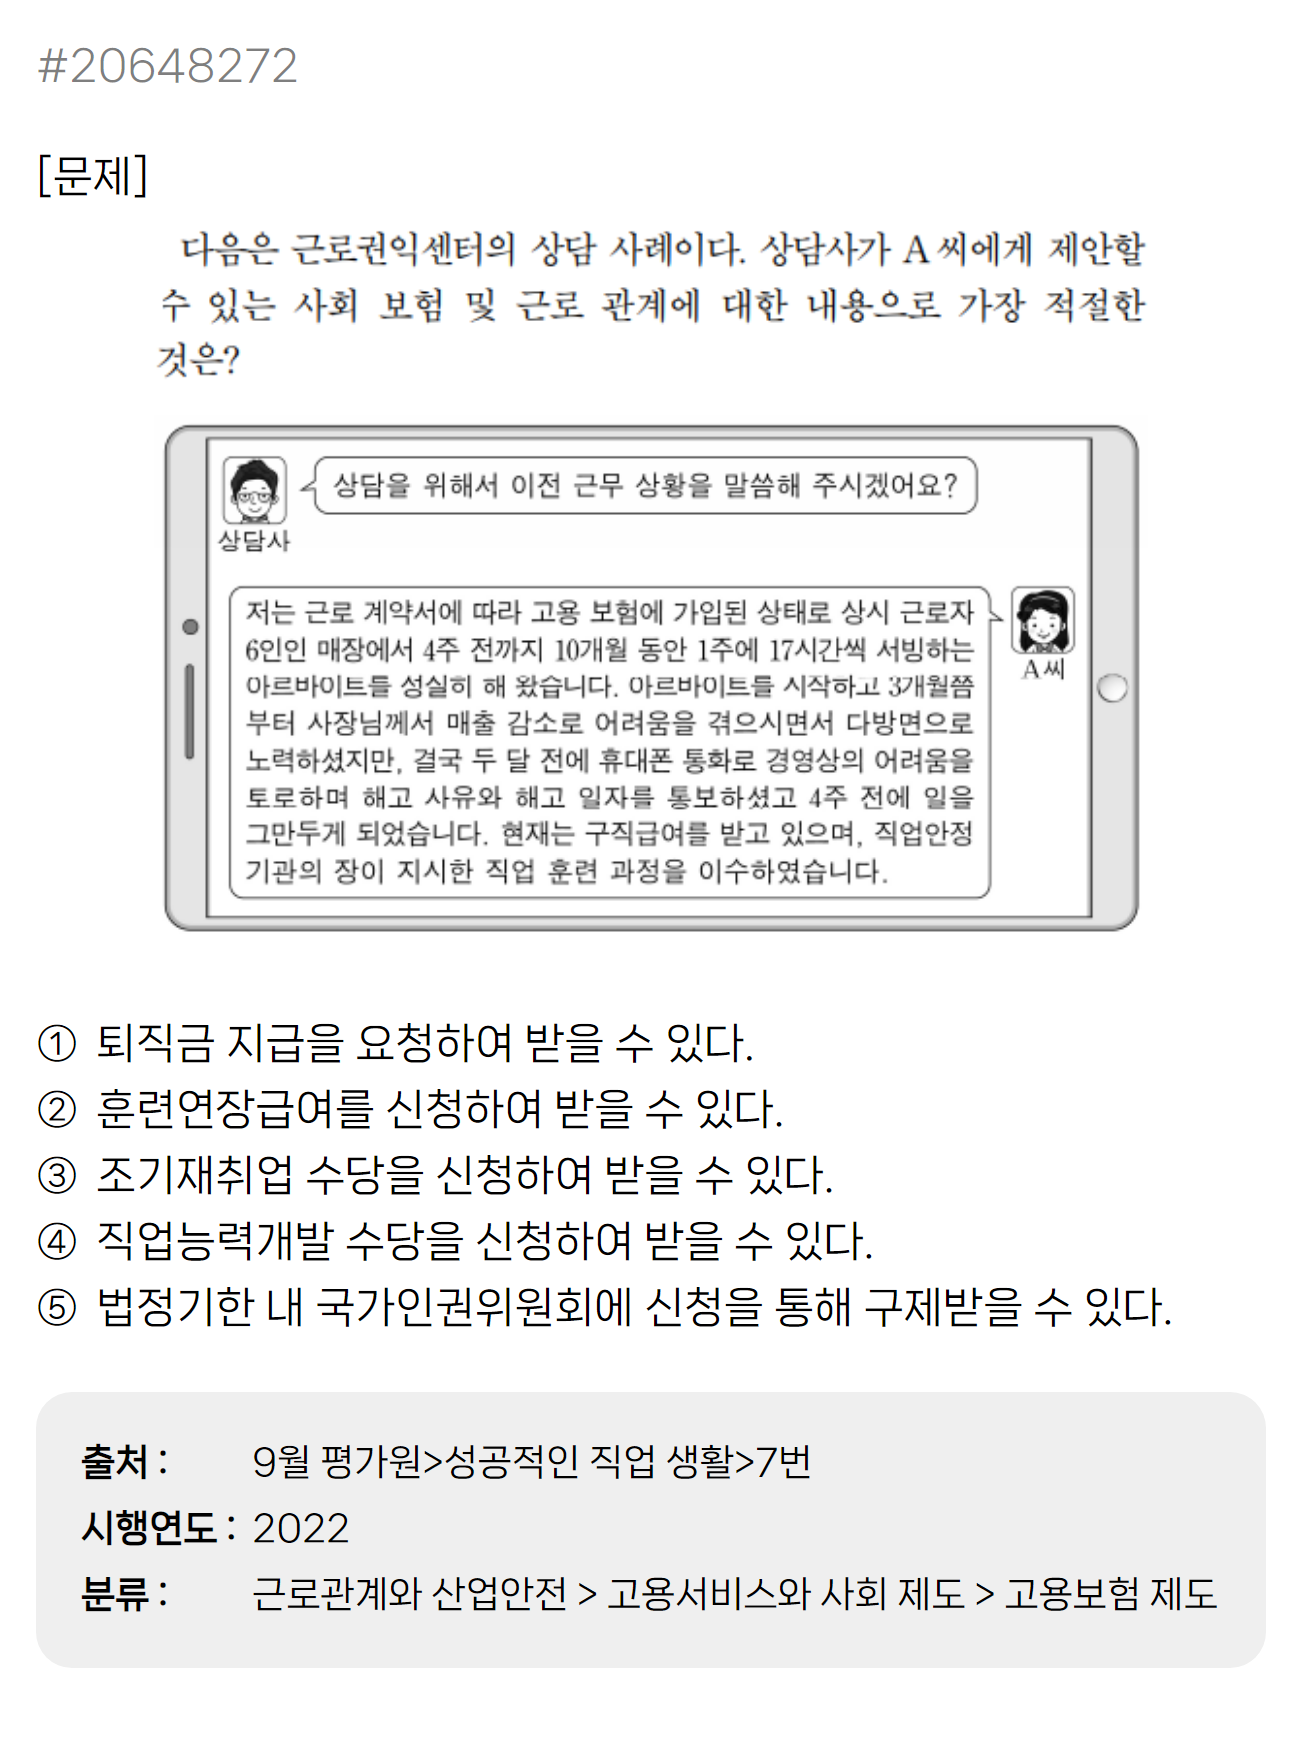 #20648272
[문제]
다음은 근로권익센터의 상담 사례이다. 상담사가 A씨에게 제안할
수 있는 사회 보험 및 근로 관계에 대한 내용으로 가장 적절한
것은?
상담을 위해서 이전 근무 상황을 말씀해 주시겠어요?
상담사
저는 근로 계약서에 따라 고용 보험에 가입된 상태로 상시 근로자
6인인 매장에서 4주 전까지 10개월 동안 1주에 17시간씩 서빙하는
아르바이트를 성실히 해 왔습니다. 아르바이트를 시작하고 3개월쯤
부터 사장님께서 매출 감소로 어려움을 겪으시면서 다방면으로
노력하셨지만, 결국 두 달 전에 휴대폰 통화로 경영상의 어려움을
토로하며 해고 사유와 해고 일자를 통보하셨고 4주 전에 일을
그만두게 되었습니다. 현재는 구직급여를 받고 있으며, 직업안정
기관의 장이 지시한 직업 훈련 과정을 이수하였습니다.
A씨
① 퇴직금 지급을 요청하여 받을 수 있다.
② 훈련연장급여를 신청하여 받을 수 있다.
③ 조기재취업 수당을 신청하여 받을 수 있다.
④ 직업능력개발 수당을 신청하여 받을 수 있다.
⑤ 법정기한 내 국가인권위원회에 신청을 통해 구제받을 수 있다.
출처 : 9월 평가원>성공적인 직업 생활>7번
시행연도 : 2022
분류 : 근로관계와 산업안전 > 고용서비스와 사회 제도 > 고용보험 제도